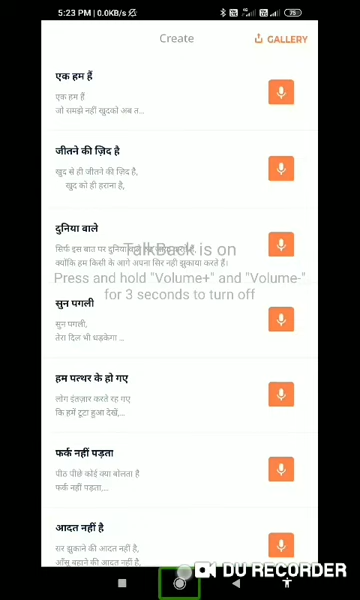 5:23 PM | 0.0KB/s
75
Create
GALLERY
एक हम हैं
एक हम हैं
जो समझे नहीं खुदको अब त...
जीतने की ज़िद है
खुद से ही जीतने की ज़िद है,
खुद को ही हराना है,
दुनिया वाले
सिर्फ इस बात पर दुनिया
क्योंकि हम किसी के आगे अपना सिर नही झुकाया करते हैं।
TalkBack is on
Press and hold "Volume+" and "Volume-"
for 3 seconds to turn off
सुन पगली
सुन पगली,
तेरा दिल भी धड़केगा ..
हम पत्थर के हो गए
लोग इंतज़ार करते रह गए
कि हमें टूटा हुआ देखें,...
फर्क नहीं पड़ता
पीठ पीछे कोई क्या बोलता है
फर्क नहीं पड़ता,...
आदत नहीं है
सर झुकाने की आदत नहीं है,
आँसू बहाने की आदत नहीं है,
DU RECORDER